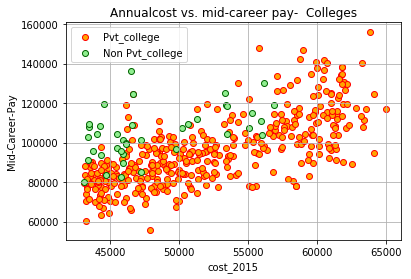 Annualcost vs. mid-career pay-  Colleges
Pvt_college
Non Pvt_college
160000
140000
120000
100000
80000
60000
Mid-Career-Pay
45000 50000 55000 60000 65000
cost_2015